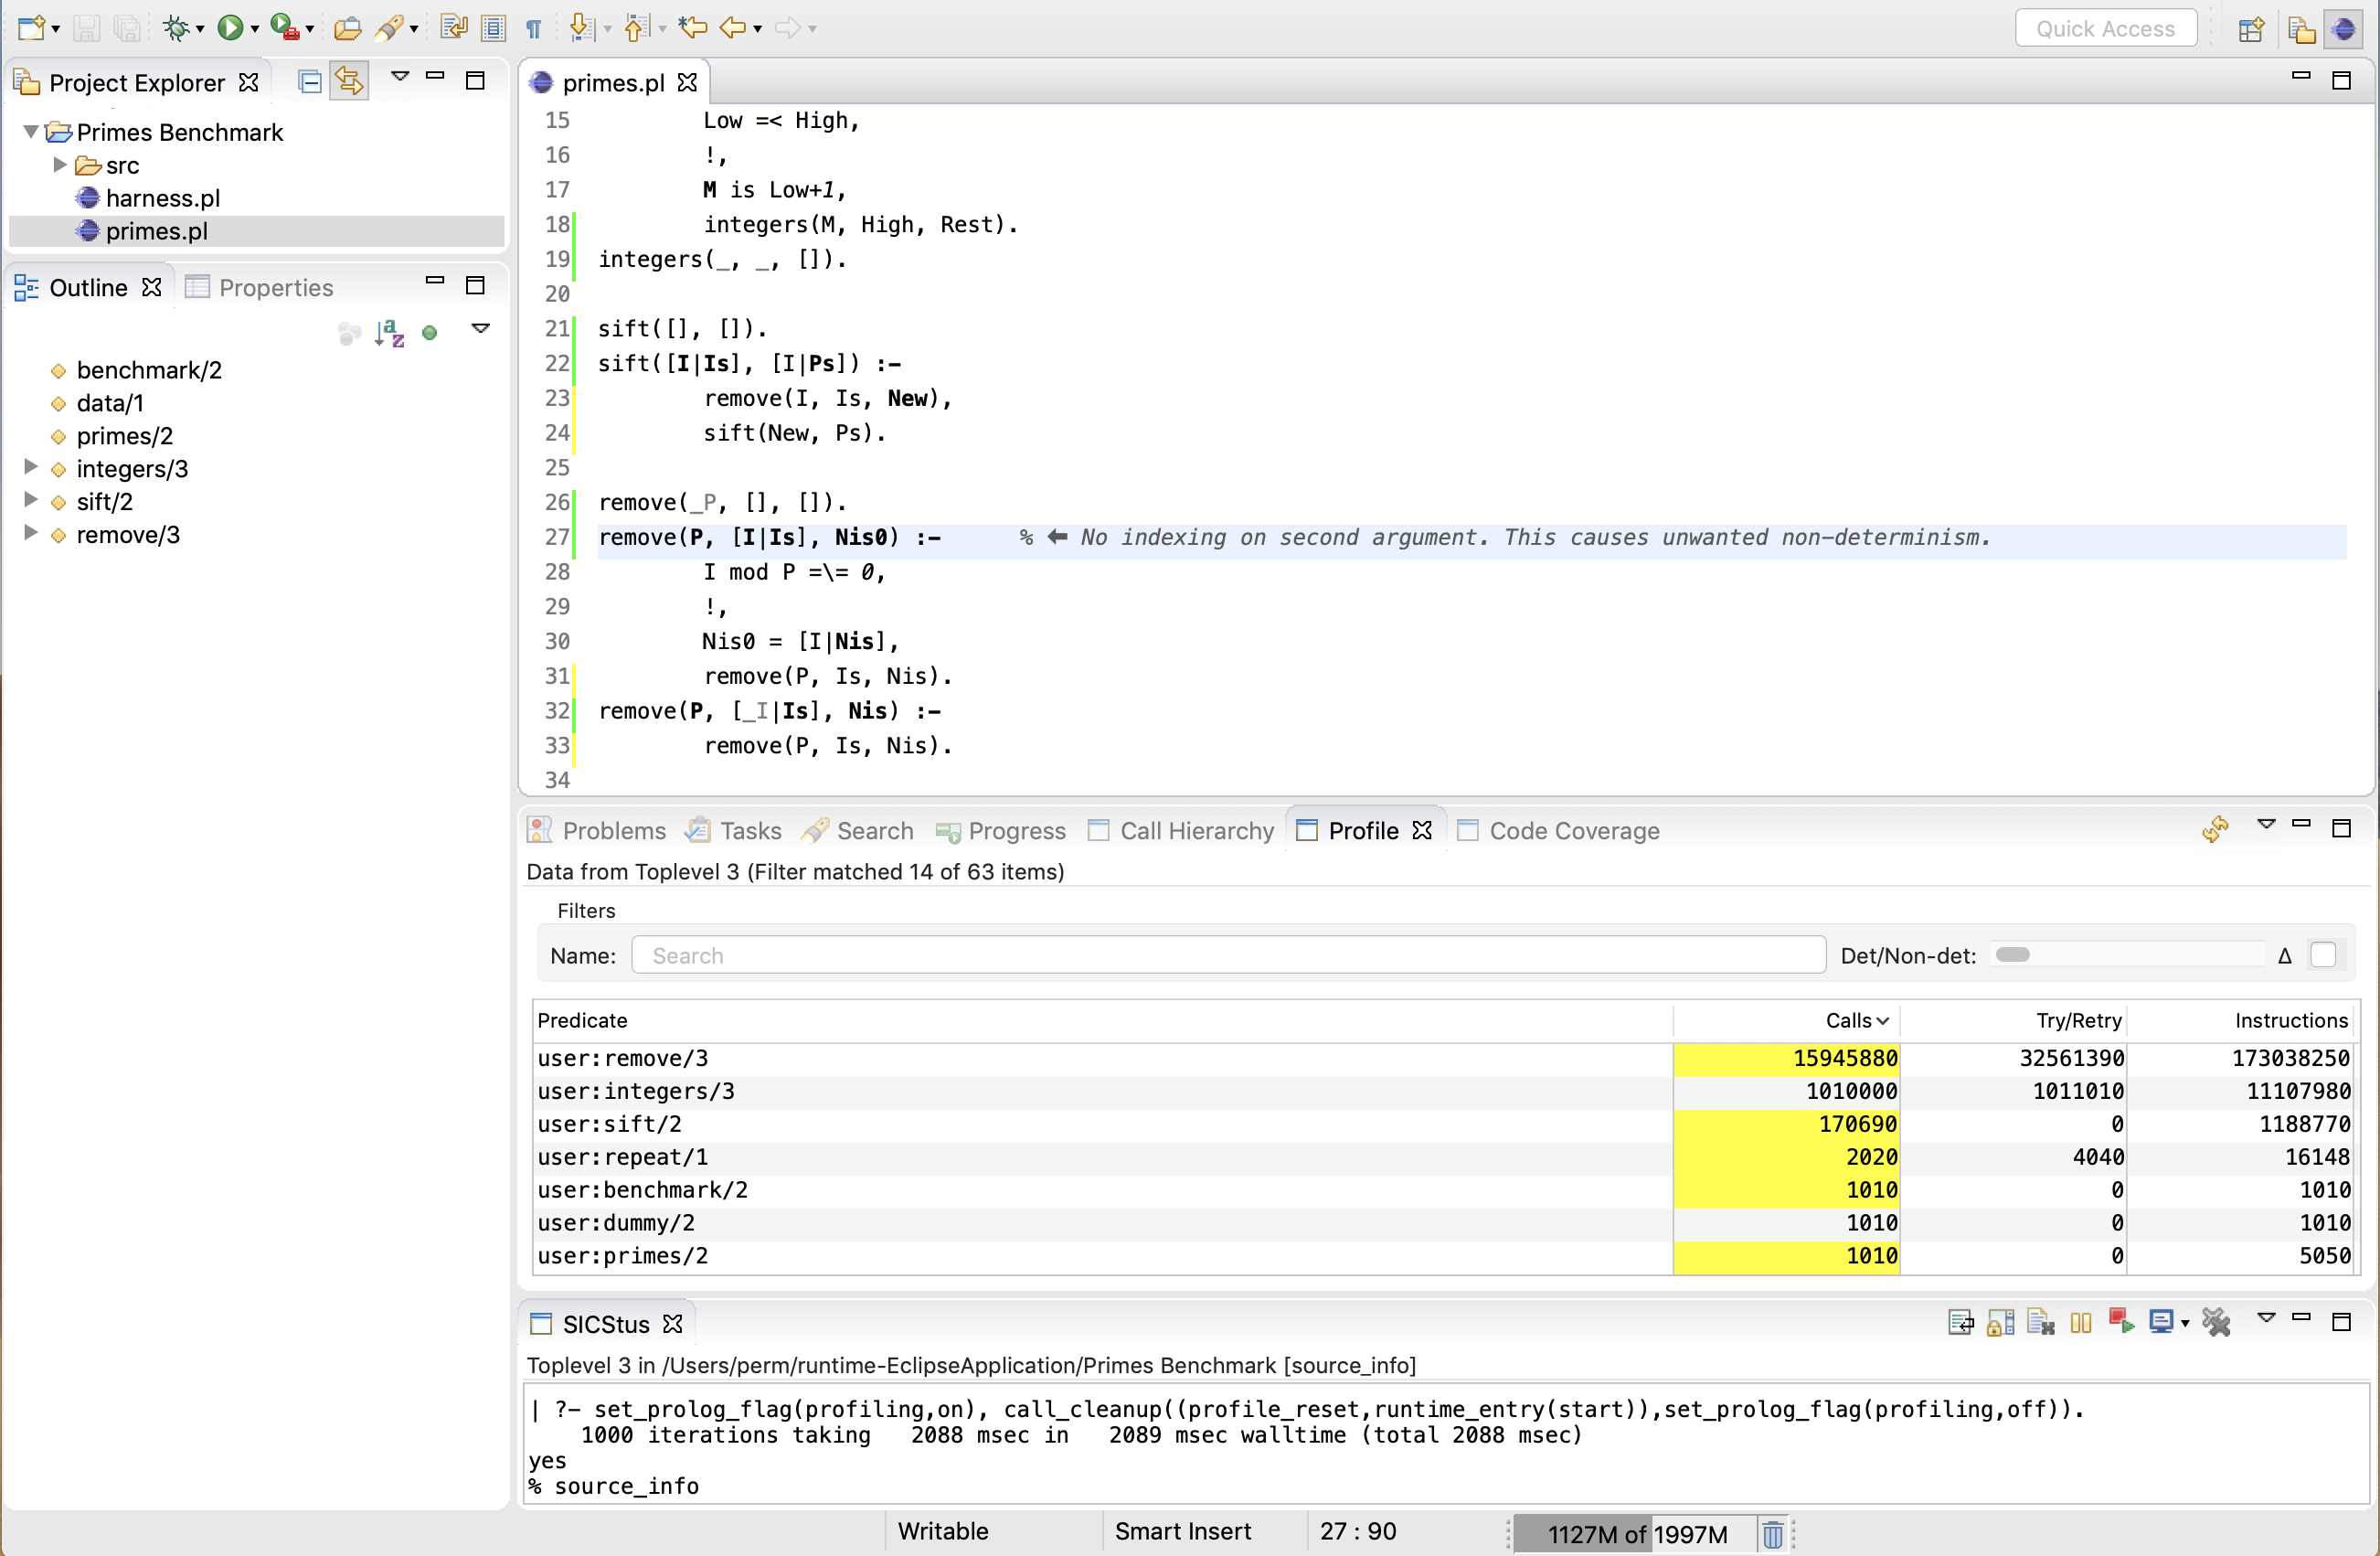 Quick Access
Project Explorer
Primes Benchmark
src
harness.pl
primes.pl
Outline
Properties
benchmark/2
data/1
primes/2
integers/3
sift/2
remove/3
primes.pl
15 Low =< High,
16 !,
17 M is Low+1,
18 integers(M, High, Rest).
19 integers(_, _, []).
20
21 sift([], []).
22 sift([I|Is], [I|Ps]) :-
23 remove(I, Is, New),
24 sift(New, Ps).
25
26 remove(_P, [], []).
27 remove(P, [I|Is], Nis0) :- % ⬅ No indexing on second argument. This causes unwanted non-determinism.
28 I mod P =\= 0,
29 !,
30 Nis0 = [I|Nis],
31 remove(P, Is, Nis).
32 remove(P, [_I|Is], Nis) :-
33 remove(P, Is, Nis).
34
Problems Tasks Search Progress Call Hierarchy Profile Code Coverage
Data from Toplevel 3 (Filter matched 14 of 63 items)
Filters
Name: Search Det/Non-det: Δ
Predicate Calls Try/Retry Instructions
user:remove/3 15945880 32561390 173038250
user:integers/3 1010000 1011010 11107980
user:sift/2 170690 0 1188770
user:repeat/1 2020 4040 16148
user:benchmark/2 1010 0 1010
user:dummy/2 1010 0 1010
user:primes/2 1010 0 5050
SICStus
Toplevel 3 in /Users/perm/runtime-EclipseApplication/Primes Benchmark [source_info]
| ?- set_prolog_flag(profiling,on), call_cleanup((profile_reset,runtime_entry(start)),set_prolog_flag(profiling,off)).
1000 iterations taking 2088 msec in 2089 msec walltime (total 2088 msec)
yes
% source_info
Writable Smart Insert 27 : 90 1127M of 1997M